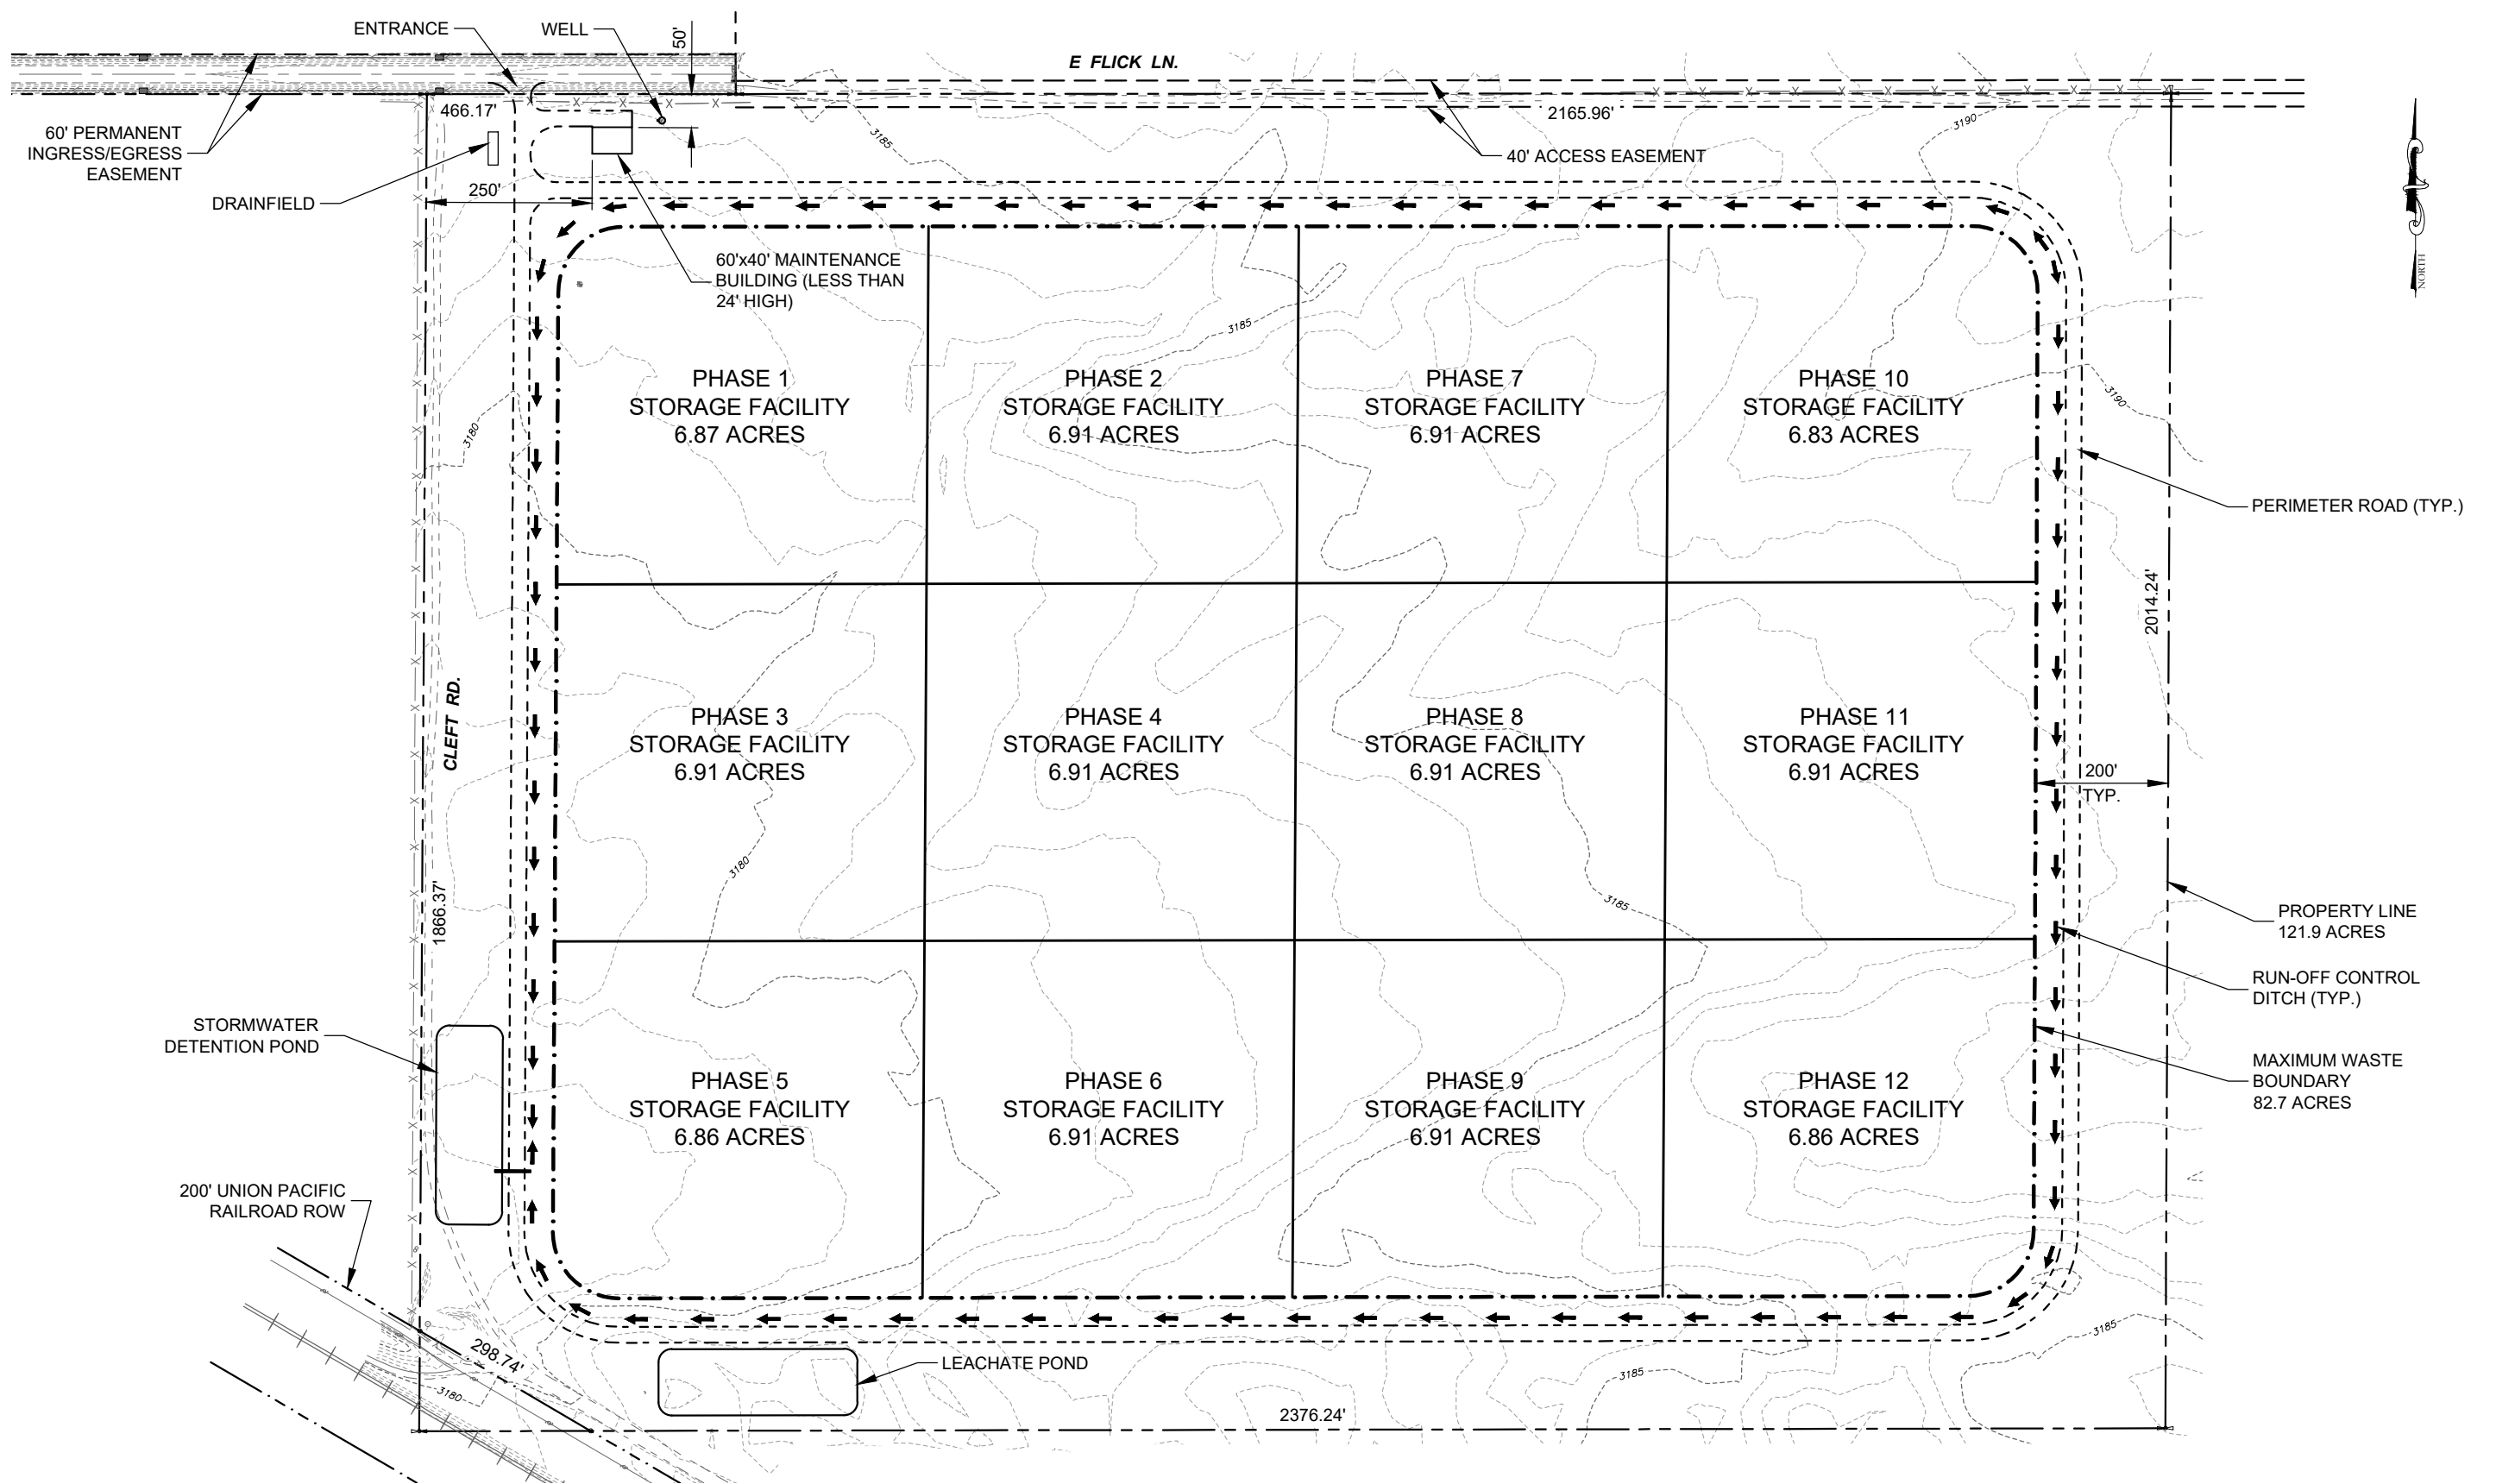 ENTRANCE
WELL
50'
E FLICK LN.
466.17'
2165.96'
60' PERMANENT
INGRESS/EGRESS
EASEMENT
3185
3190
40' ACCESS EASEMENT
DRAINFIELD
250'
NORTH
60'x40' MAINTENANCE
BUILDING (LESS THAN
24' HIGH)
3185
PHASE 1
STORAGE FACILITY
6.87 ACRES
PHASE 2
STORAGE FACILITY
6.91 ACRES
PHASE 7
STORAGE FACILITY
6.91 ACRES
PHASE 10
STORAGE FACILITY
6.83 ACRES
3190
3180
PERIMETER ROAD (TYP.)
2014.24'
CLEFT RD.
PHASE 3
STORAGE FACILITY
6.91 ACRES
PHASE 4
STORAGE FACILITY
6.91 ACRES
PHASE 8
STORAGE FACILITY
6.91 ACRES
PHASE 11
STORAGE FACILITY
6.91 ACRES
200'
TYP.
3180
3185
1866.37'
PROPERTY LINE
121.9 ACRES
RUN-OFF CONTROL
DITCH (TYP.)
STORMWATER
DETENTION POND
MAXIMUM WASTE
BOUNDARY
82.7 ACRES
PHASE 5
STORAGE FACILITY
6.86 ACRES
PHASE 6
STORAGE FACILITY
6.91 ACRES
PHASE 9
STORAGE FACILITY
6.91 ACRES
PHASE 12
STORAGE FACILITY
6.86 ACRES
200' UNION PACIFIC
RAILROAD ROW
298.74'
3180
LEACHATE POND
3185
3185
2376.24'